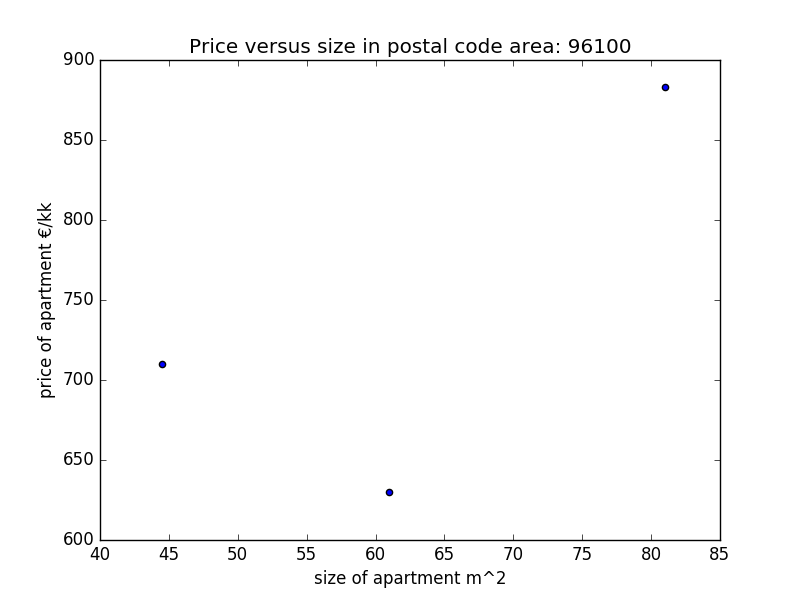 Price versus size in postal code area: 96100
900
850
800
750
700
650
600
price of apartment €/kk
40 45 50 55 60 65 70 75 80 85
size of apartment m^2